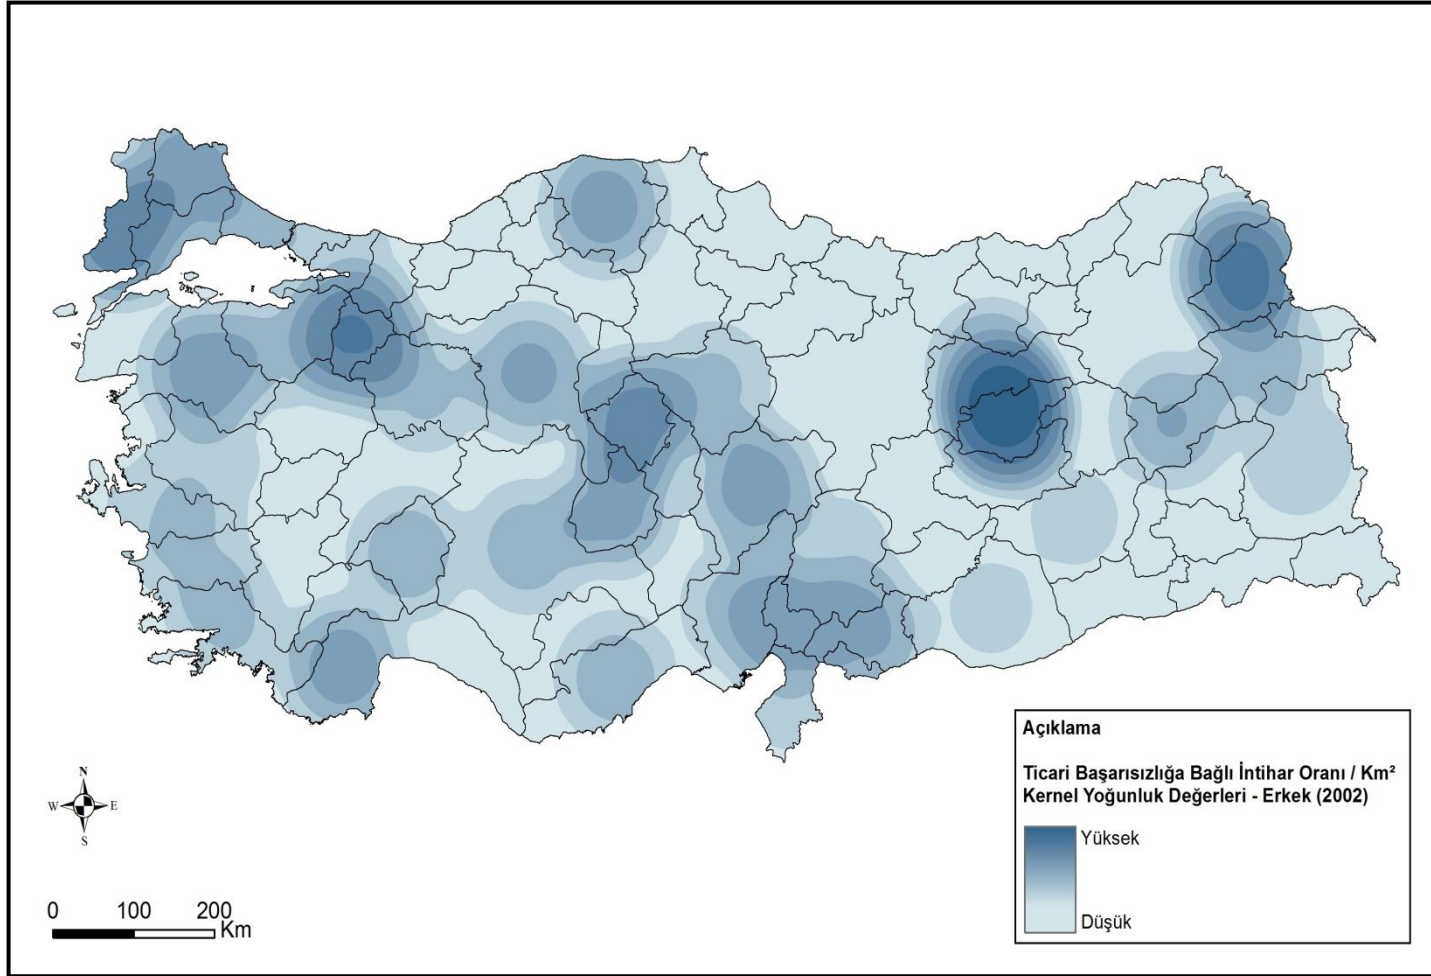 Açıklama
Ticari Başarısızlığa Bağlı İntihar Oranı / Km²
Kernel Yoğunluk Değerleri - Erkek (2002)
Yüksek
Düşük
N
W E
S
0 100 200
Km